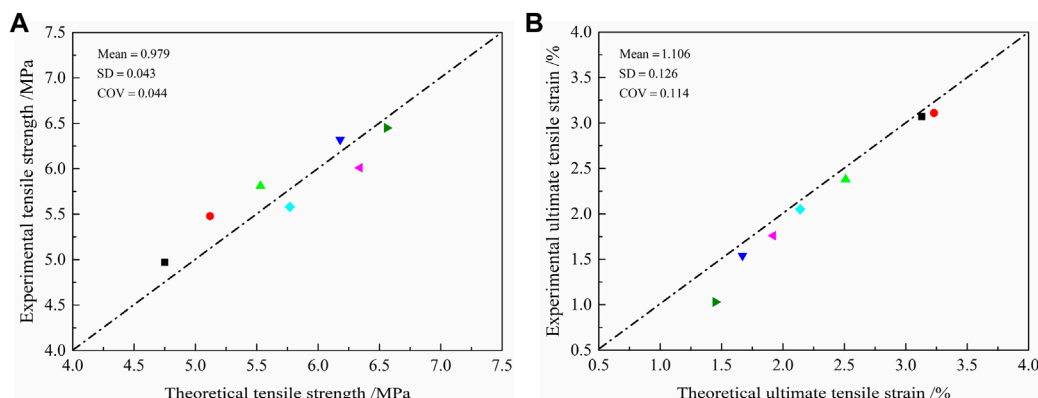 A
Experimental tensile strength /MPa
7.5
7.0
6.5
6.0
5.5
5.0
4.5
4.0
Mean = 0.979
SD = 0.043
COV = 0.044
4.0 4.5 5.0 5.5 6.0 6.5 7.0 7.5
Theoretical tensile strength /MPa
B
Experimental ultimate tensile strain /%
4.0
3.5
3.0
2.5
2.0
1.5
1.0
0.5
Mean = 1.106
SD = 0.126
COV = 0.114
0.5 1.0 1.5 2.0 2.5 3.0 3.5 4.0
Theoretical ultimate tensile strain /%